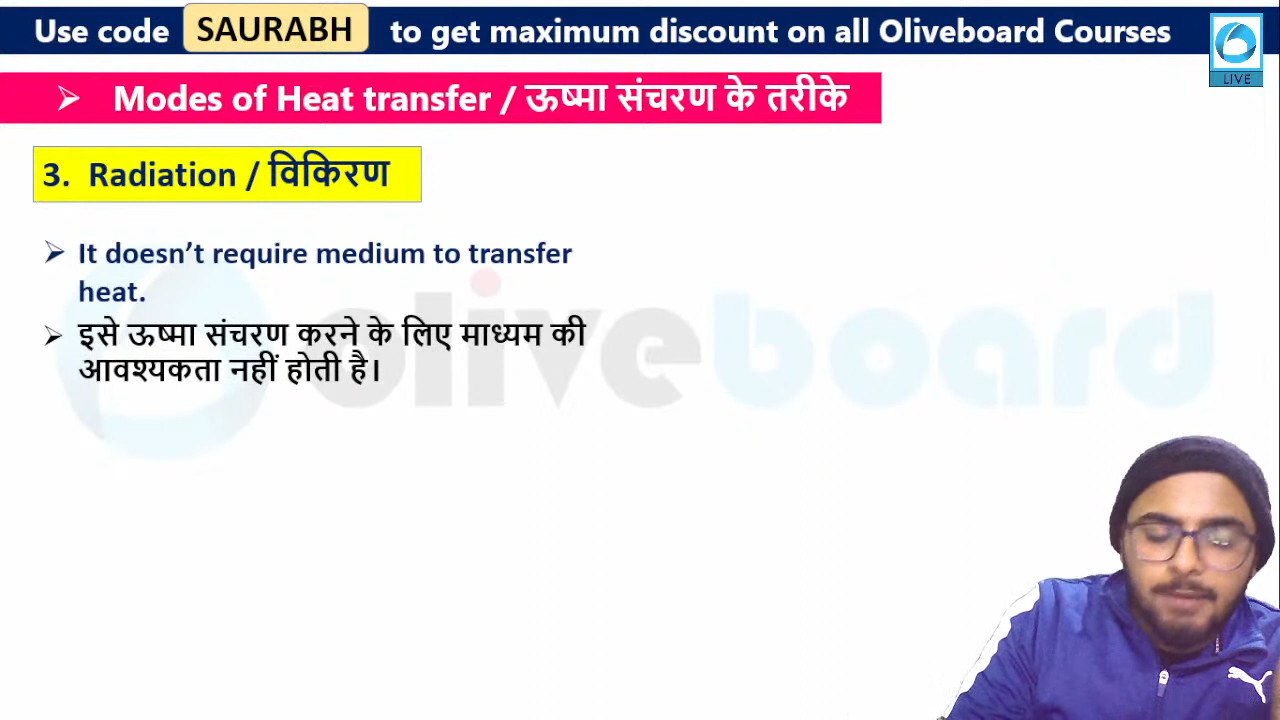 Use code SAURABH to get maximum discount on all Oliveboard Courses
LIVE
➢ Modes of Heat transfer / ऊष्मा संचरण के तरीके
3. Radiation / विकिरण
➢ It doesn’t require medium to transfer
heat.
➢ इसे ऊष्मा संचरण करने के लिए माध्यम की
आवश्यकता नहीं होती है।
oliveboard